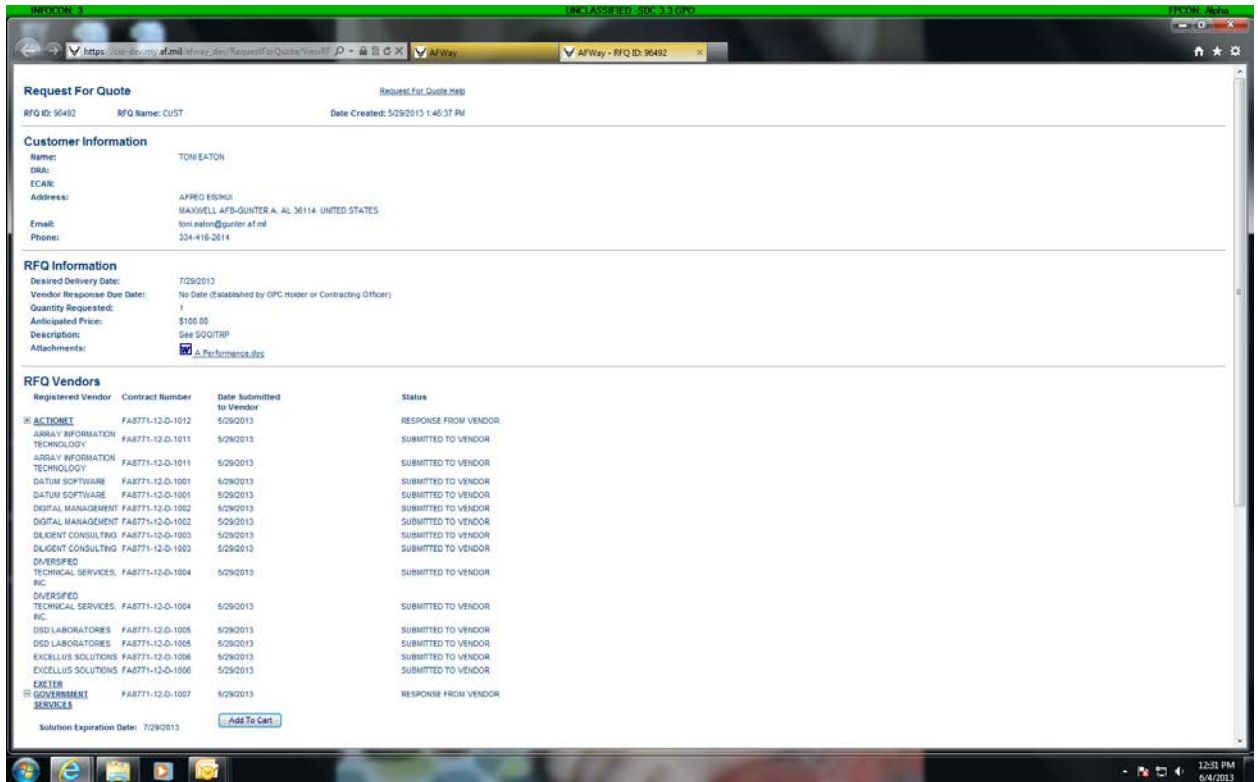 INFOCON: 3 UNCLASSIFIED - SDC 3.3 GPO FPCON: Alpha
AFWay AFWay - RFQ ID: 96492
Request For Quote Request For Quote Help
RFQ ID: 96492 RFQ Name: CUST Date Created: 5/29/2013 1:46:37 PM
Customer Information
Name: TONI EATON
DRA:
ECAN:
Address: AFPEO EIS/HIJI
MAXWELL AFB-GUNTER A, AL 36114 UNITED STATES
Email: toni.eaton@gunter.af.mil
Phone: 334-416-2614
RFQ Information
Desired Delivery Date: 7/29/2013
Vendor Response Due Date: No Date (Established by GPC Holder or Contracting Officer)
Quantity Requested: 1
Anticipated Price: $100.00
Description: See SOO/TRP
Attachments: A Performance.doc
RFQ Vendors
Registered Vendor Contract Number Date Submitted Status
to Vendor
ACTIONET FA8771-12-D-1012 5/29/2013 RESPONSE FROM VENDOR
ARRAY INFORMATION
TECHNOLOGY FA8771-12-D-1011 5/29/2013 SUBMITTED TO VENDOR
ARRAY INFORMATION
TECHNOLOGY FA8771-12-D-1011 5/29/2013 SUBMITTED TO VENDOR
DATUM SOFTWARE FA8771-12-D-1001 5/29/2013 SUBMITTED TO VENDOR
DATUM SOFTWARE FA8771-12-D-1001 5/29/2013 SUBMITTED TO VENDOR
DIGITAL MANAGEMENT FA8771-12-D-1002 5/29/2013 SUBMITTED TO VENDOR
DIGITAL MANAGEMENT FA8771-12-D-1002 5/29/2013 SUBMITTED TO VENDOR
DILIGENT CONSULTING FA8771-12-D-1003 5/29/2013 SUBMITTED TO VENDOR
DILIGENT CONSULTING FA8771-12-D-1003 5/29/2013 SUBMITTED TO VENDOR
DIVERSIFIED
TECHNICAL SERVICES, FA8771-12-D-1004 5/29/2013 SUBMITTED TO VENDOR
INC.
DIVERSIFIED
TECHNICAL SERVICES, FA8771-12-D-1004 5/29/2013 SUBMITTED TO VENDOR
INC.
DSD LABORATORIES FA8771-12-D-1005 5/29/2013 SUBMITTED TO VENDOR
DSD LABORATORIES FA8771-12-D-1005 5/29/2013 SUBMITTED TO VENDOR
EXCELLUS SOLUTIONS FA8771-12-D-1006 5/29/2013 SUBMITTED TO VENDOR
EXCELLUS SOLUTIONS FA8771-12-D-1006 5/29/2013 SUBMITTED TO VENDOR
EXETER
GOVERNMENT FA8771-12-D-1007 5/29/2013 RESPONSE FROM VENDOR
SERVICES
Solution Expiration Date: 7/29/2013 Add To Cart
12:31 PM
6/4/2013